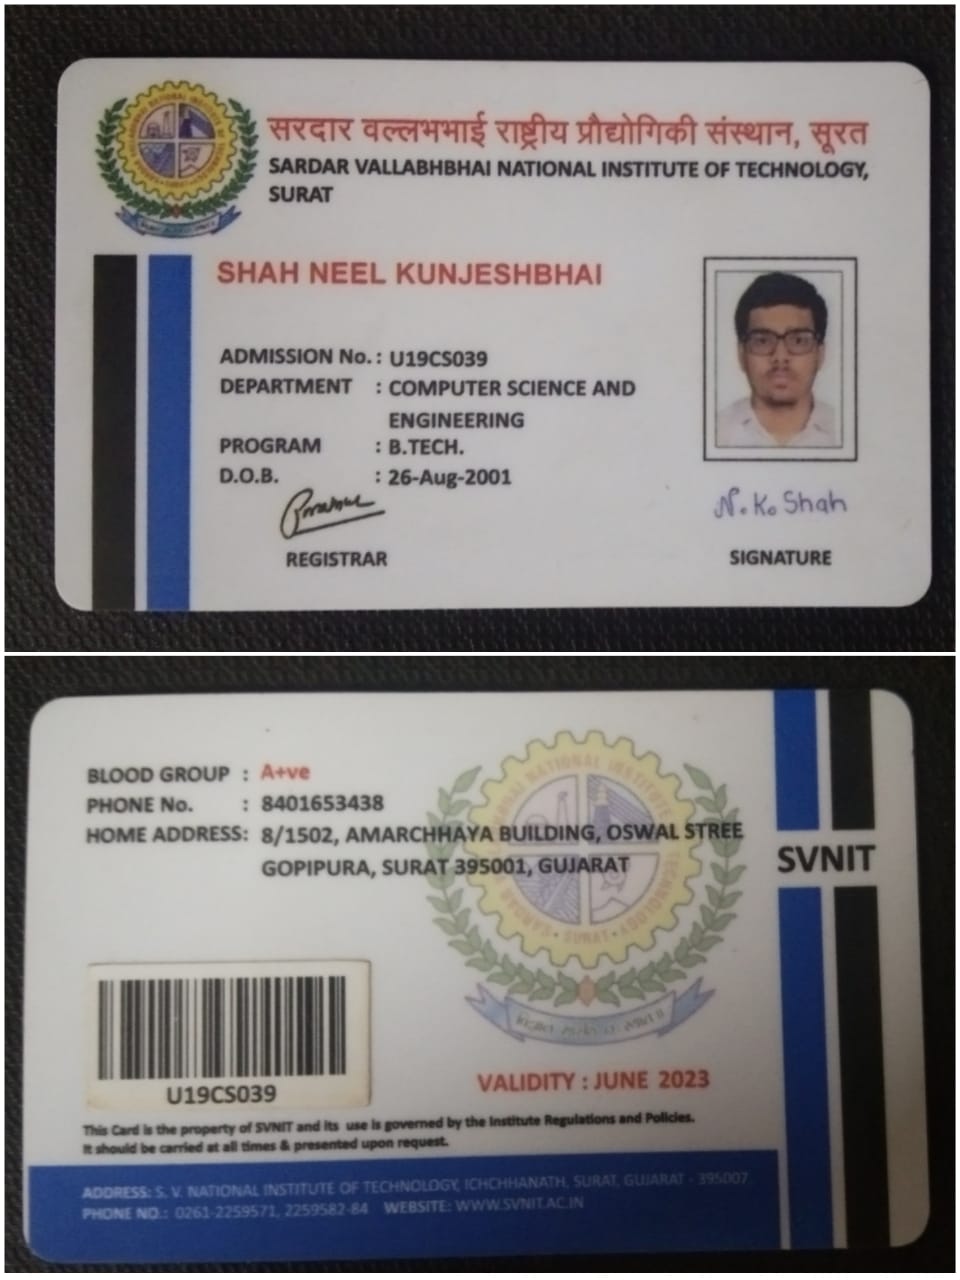 सरदार वल्लभभाई राष्ट्रीय प्रौद्योगिकी संस्थान, सूरत
SARDAR VALLABHBHAI NATIONAL INSTITUTE OF TECHNOLOGY,
SURAT
SHAH NEEL KUNJESHBHAI
ADMISSION No. : U19CS039
DEPARTMENT : COMPUTER SCIENCE AND
ENGINEERING
PROGRAM : B.TECH.
D.O.B. : 26-Aug-2001
N. K. Shah
REGISTRAR
SIGNATURE
BLOOD GROUP : A+ve
PHONE No. : 8401653438
HOME ADDRESS: 8/1502, AMARCHHAYA BUILDING, OSWAL STREE
GOPIPURA, SURAT 395001, GUJARAT
SVNIT
U19CS039
VALIDITY : JUNE 2023
This Card is the property of SVNIT and its use is governed by the Institute Regulations and Policies.
It should be carried at all times & presented upon request.
ADDRESS: S. V. NATIONAL INSTITUTE OF TECHNOLOGY, ICHCHHANATH, SURAT, GUJARAT - 395007
PHONE NO.: 0261-2259571, 2259582-84 WEBSITE: WWW.SVNIT.AC.IN